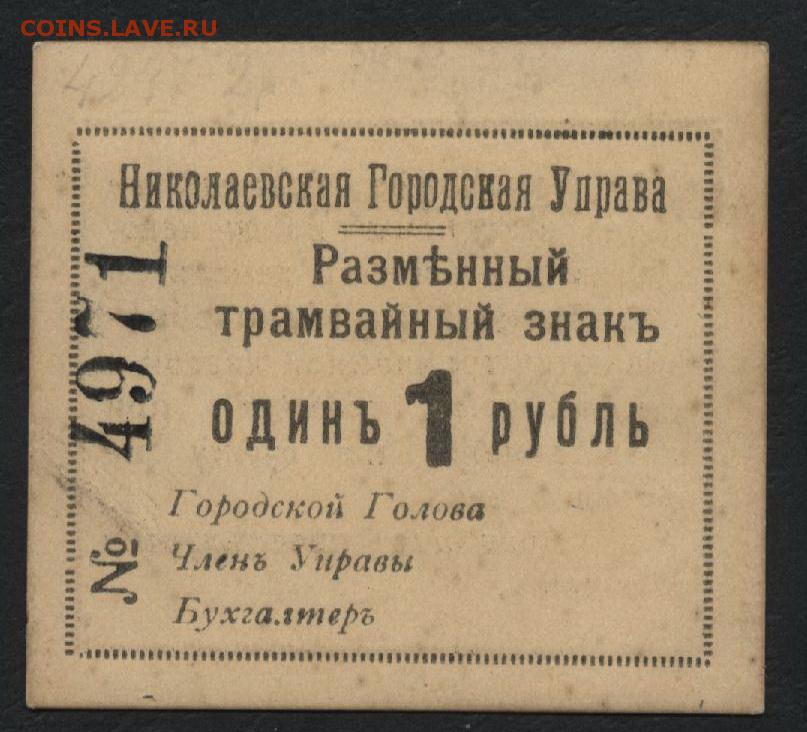 COINS.LAVE.RU
Николаевская Городская Управа
Размѣнный
трамвайный знакъ
одинъ 1 рубль
Городской Голова
Членъ Управы
Бухгалтеръ
№ 4971